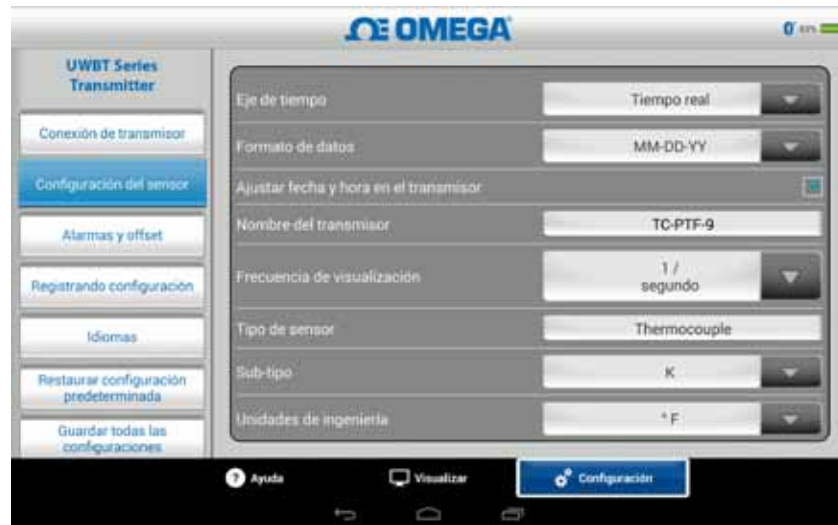 OMEGA
UWBT Series
Transmitter
Conexión de transmisor
Configuración del sensor
Alarmas y offset
Registrando configuración
Idiomas
Restaurar configuración
predeterminada
Guardar todas las
configuraciones
Eje de tiempo
Tiempo real
Formato de datos
MM-DD-YY
Ajustar fecha y hora en el transmisor
Nombre del transmisor
TC-PTF-9
Frecuencia de visualización
1 /
segundo
Tipo de sensor
Thermocouple
Sub-tipo
K
Unidades de ingeniería
° F
Ayuda
Visualizar
Configuración